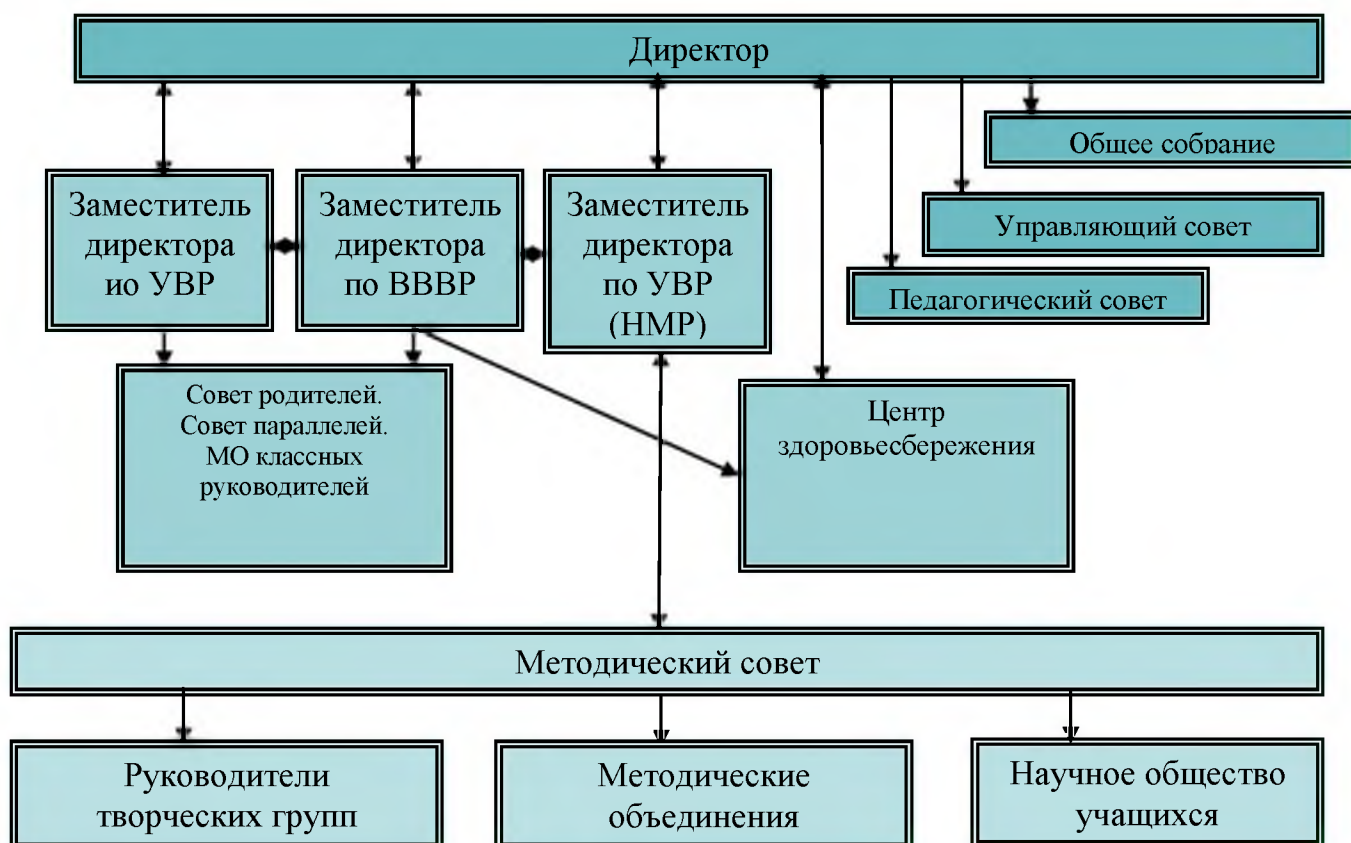 Директор
Общее собрание
Управляющий совет
Педагогический совет
Заместитель
директора
ио УВР
Заместитель
директора
по ВВВР
Заместитель
директора
по УВР
(НМР)
Совет родителей.
Совет параллелей.
МО классных
руководителей
Центр
здоровьесбережения
Методический совет
Руководители
творческих групп
Методические
объединения
Научное общество
учащихся